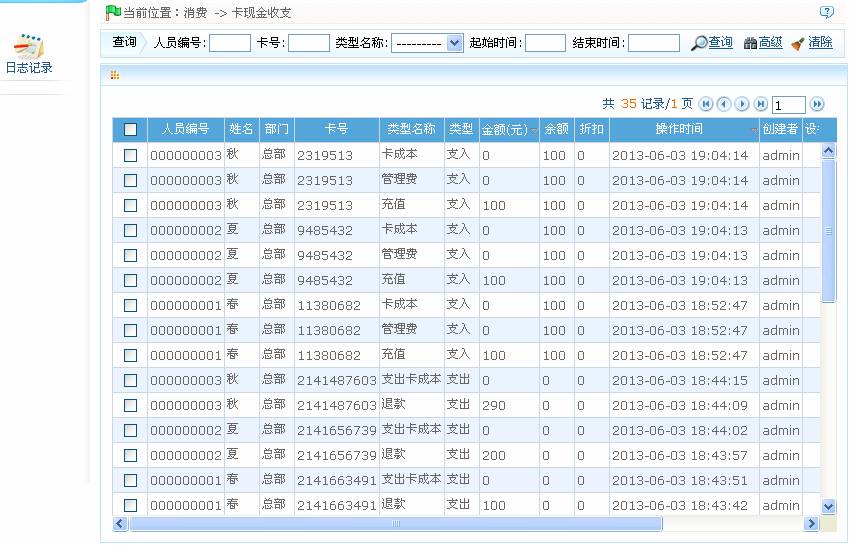 当前位置：消费 -> 卡现金收支
日志记录
查询 人员编号: 卡号: 类型名称: --------- 起始时间: 结束时间: 查询 高级 清除
共 35 记录/1 页 1
人员编号 姓名 部门 卡号 类型名称 类型 金额(元) 余额 折扣 操作时间 创建者
000000003 秋 总部 2319513 卡成本 支入 0 100 0 2013-06-03 19:04:14 admin
000000003 秋 总部 2319513 管理费 支入 0 100 0 2013-06-03 19:04:14 admin
000000003 秋 总部 2319513 充值 支入 100 100 0 2013-06-03 19:04:14 admin
000000002 夏 总部 9485432 卡成本 支入 0 100 0 2013-06-03 19:04:13 admin
000000002 夏 总部 9485432 管理费 支入 0 100 0 2013-06-03 19:04:13 admin
000000002 夏 总部 9485432 充值 支入 100 100 0 2013-06-03 19:04:13 admin
000000001 春 总部 11380682 卡成本 支入 0 100 0 2013-06-03 18:52:47 admin
000000001 春 总部 11380682 管理费 支入 0 100 0 2013-06-03 18:52:47 admin
000000001 春 总部 11380682 充值 支入 100 100 0 2013-06-03 18:52:47 admin
000000003 秋 总部 2141487603 支出卡成本 支出 0 0 0 2013-06-03 18:44:15 admin
000000003 秋 总部 2141487603 退款 支出 290 0 0 2013-06-03 18:44:09 admin
000000002 夏 总部 2141656739 支出卡成本 支出 0 0 0 2013-06-03 18:44:02 admin
000000002 夏 总部 2141656739 退款 支出 200 0 0 2013-06-03 18:43:57 admin
000000001 春 总部 2141663491 支出卡成本 支出 0 0 0 2013-06-03 18:43:51 admin
000000001 春 总部 2141663491 退款 支出 100 0 0 2013-06-03 18:43:42 admin